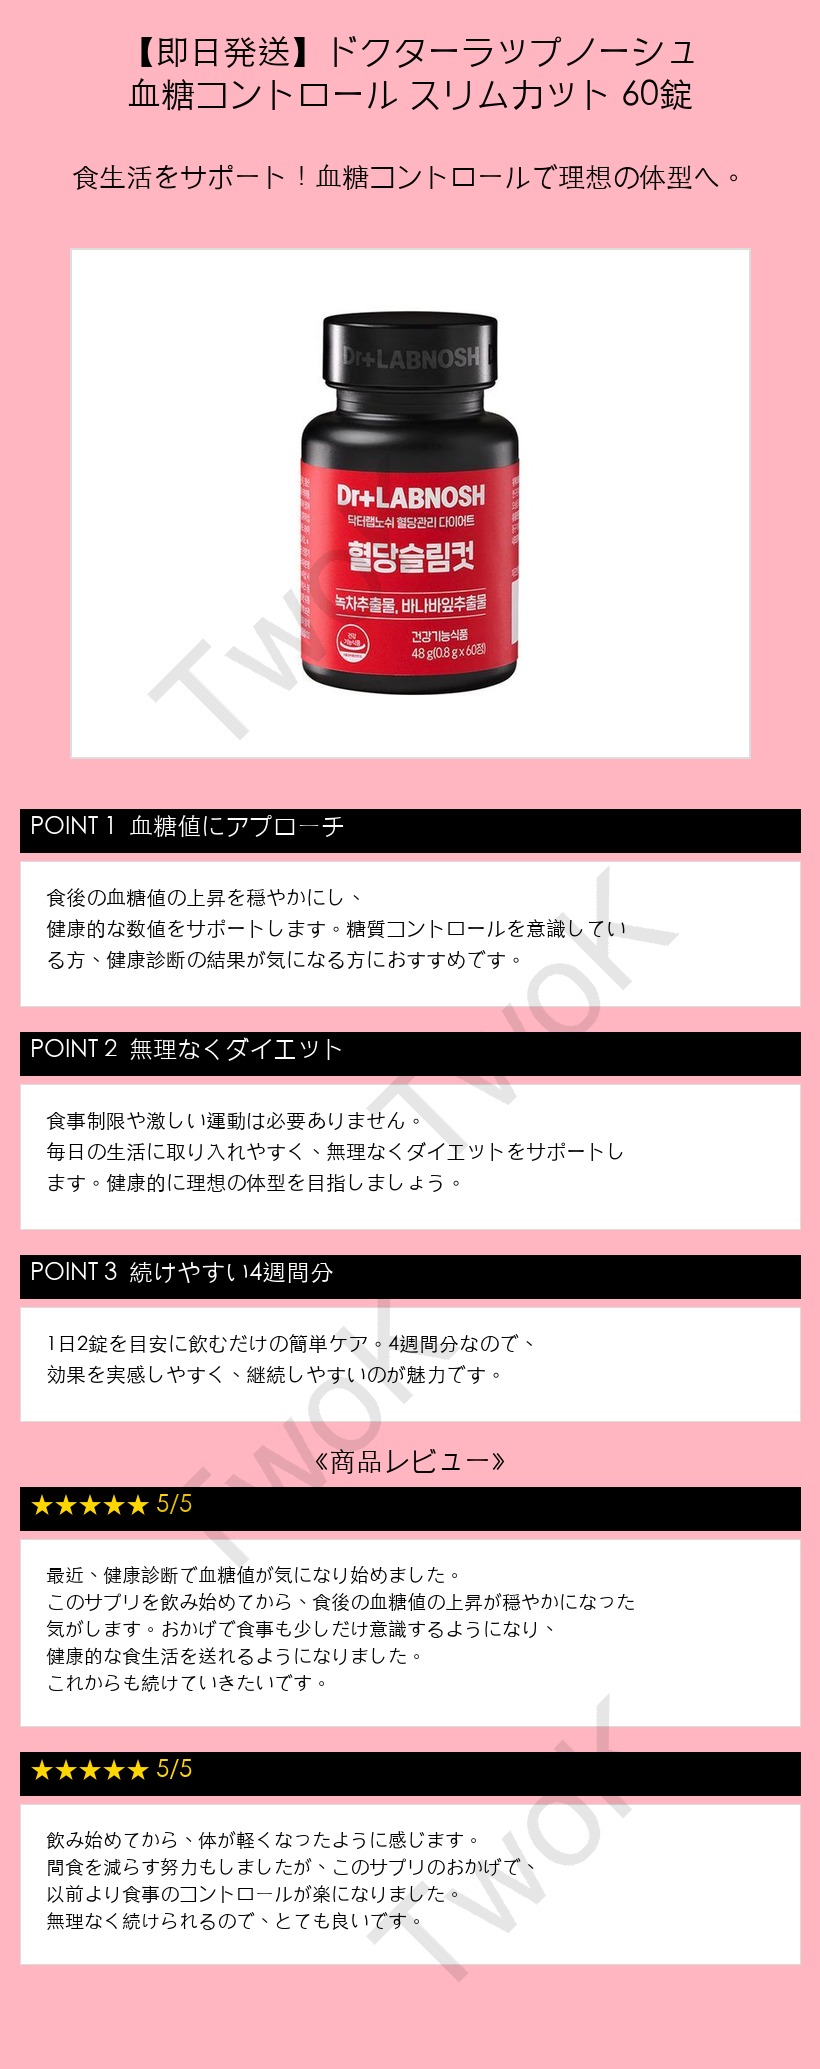 【即日発送】ドクターラップノーシュ
血糖コントロール スリムカット 60錠
食生活をサポート！血糖コントロールで理想の体型へ。
Dr+LABNOSH
Dr+LABNOSH
닥터랩노쉬 혈당관리 다이어트
혈당슬림컷
녹차추출물, 바나바잎추출물
건강
기능식품
건강기능식품
48 g(0.8 g x 60정)
TwoK
POINT 1 血糖値にアプローチ
食後の血糖値の上昇を穏やかにし、
健康的な数値をサポートします。糖質コントロールを意識してい
る方、健康診断の結果が気になる方におすすめです。
TwoK
POINT 2 無理なくダイエット
食事制限や激しい運動は必要ありません。
毎日の生活に取り入れやすく、無理なくダイエットをサポートし
ます。健康的に理想の体型を目指しましょう。
POINT 3 続けやすい4週間分
1日2錠を目安に飲むだけの簡単ケア。4週間分なので、
効果を実感しやすく、継続しやすいのが魅力です。
TwoK
《商品レビュー》
★★★★★ 5/5
最近、健康診断で血糖値が気になり始めました。
このサプリを飲み始めてから、食後の血糖値の上昇が穏やかになった
気がします。おかげで食事も少しだけ意識するようになり、
健康的な食生活を送れるようになりました。
これからも続けていきたいです。
★★★★★ 5/5
飲み始めてから、体が軽くなったように感じます。
間食を減らす努力もしましたが、このサプリのおかげで、
以前より食事のコントロールが楽になりました。
無理なく続けられるので、とても良いです。
TwoK